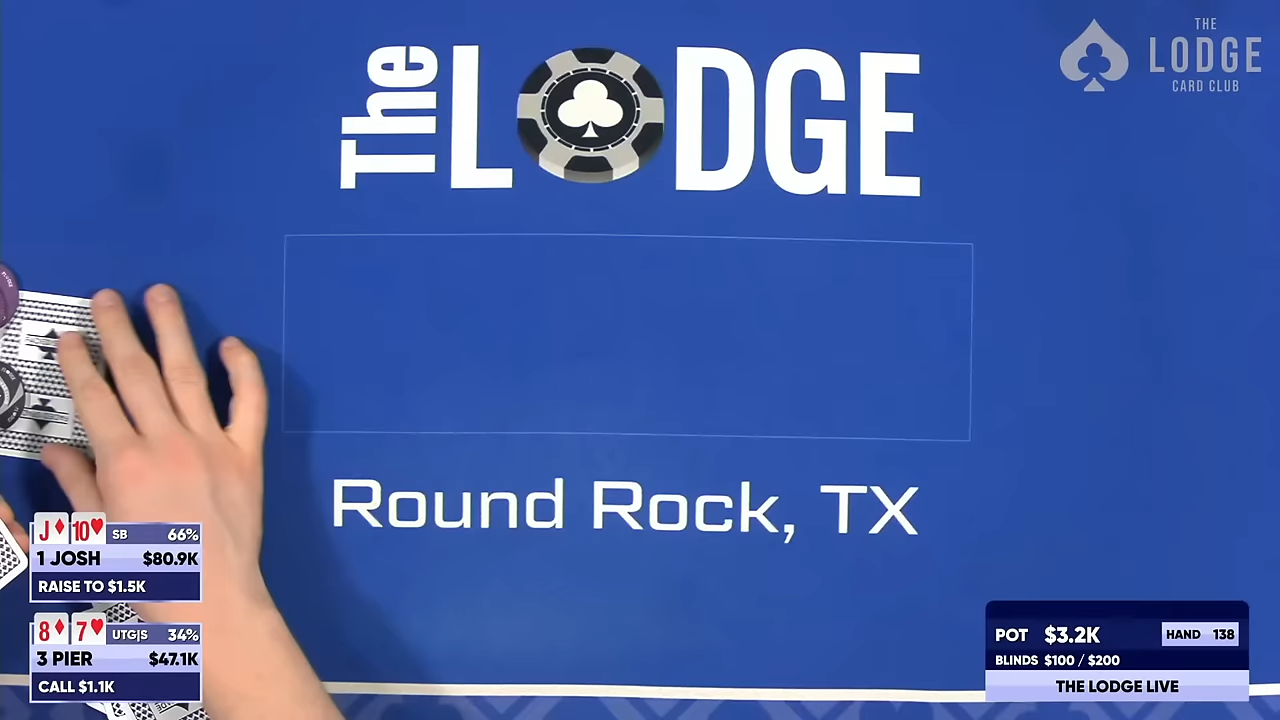 The LODGE
THE
LODGE
CARD CLUB
Round Rock, TX
J♦ 10♥ SB 66%
1 JOSH $80.9K
RAISE TO $1.5K
8♦ 7♥ UTG|S 34%
3 PIER $47.1K
CALL $1.1K
POT $3.2K HAND 138
BLINDS $100 / $200
THE LODGE LIVE